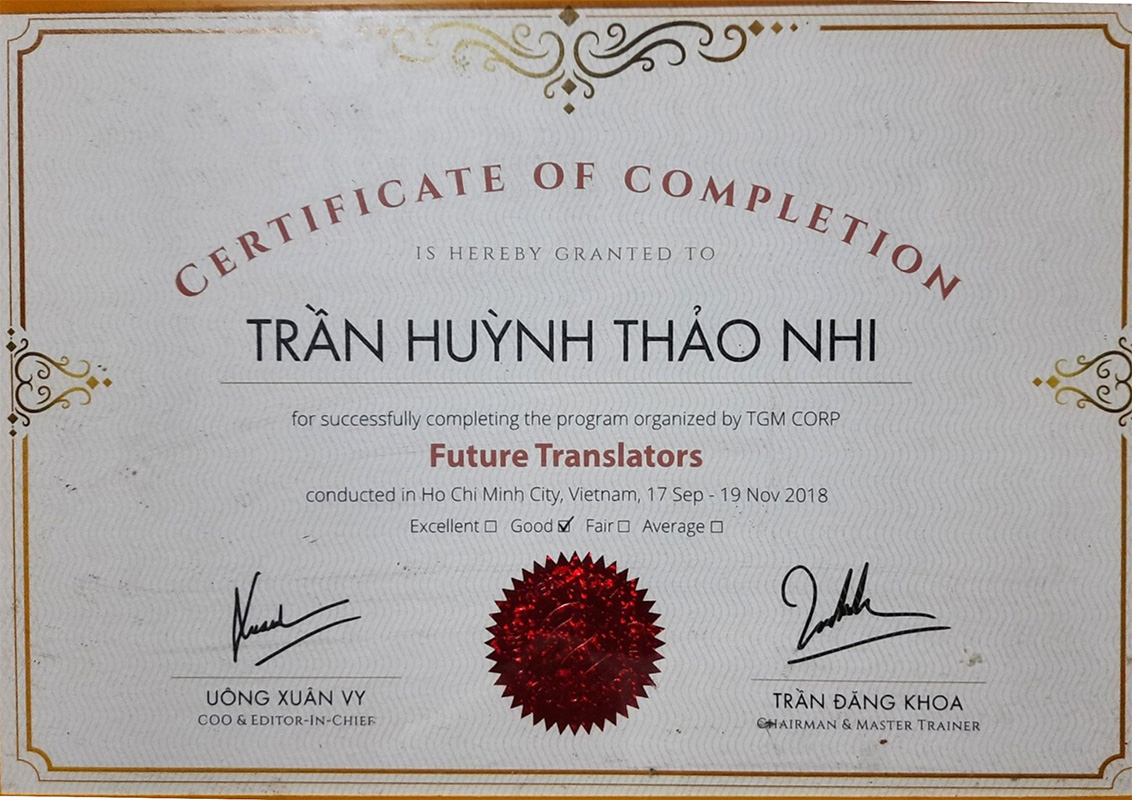 CERTIFICATE OF COMPLETION
IS HEREBY GRANTED TO
TRẦN HUỲNH THẢO NHI
for successfully completing the program organized by TGM CORP
Future Translators
conducted in Ho Chi Minh City, Vietnam, 17 Sep - 19 Nov 2018
Excellent ☐ Good ☑ Fair ☐ Average ☐
UÔNG XUÂN VY
COO & EDITOR-IN-CHIEF
TRẦN ĐĂNG KHOA
CHAIRMAN & MASTER TRAINER